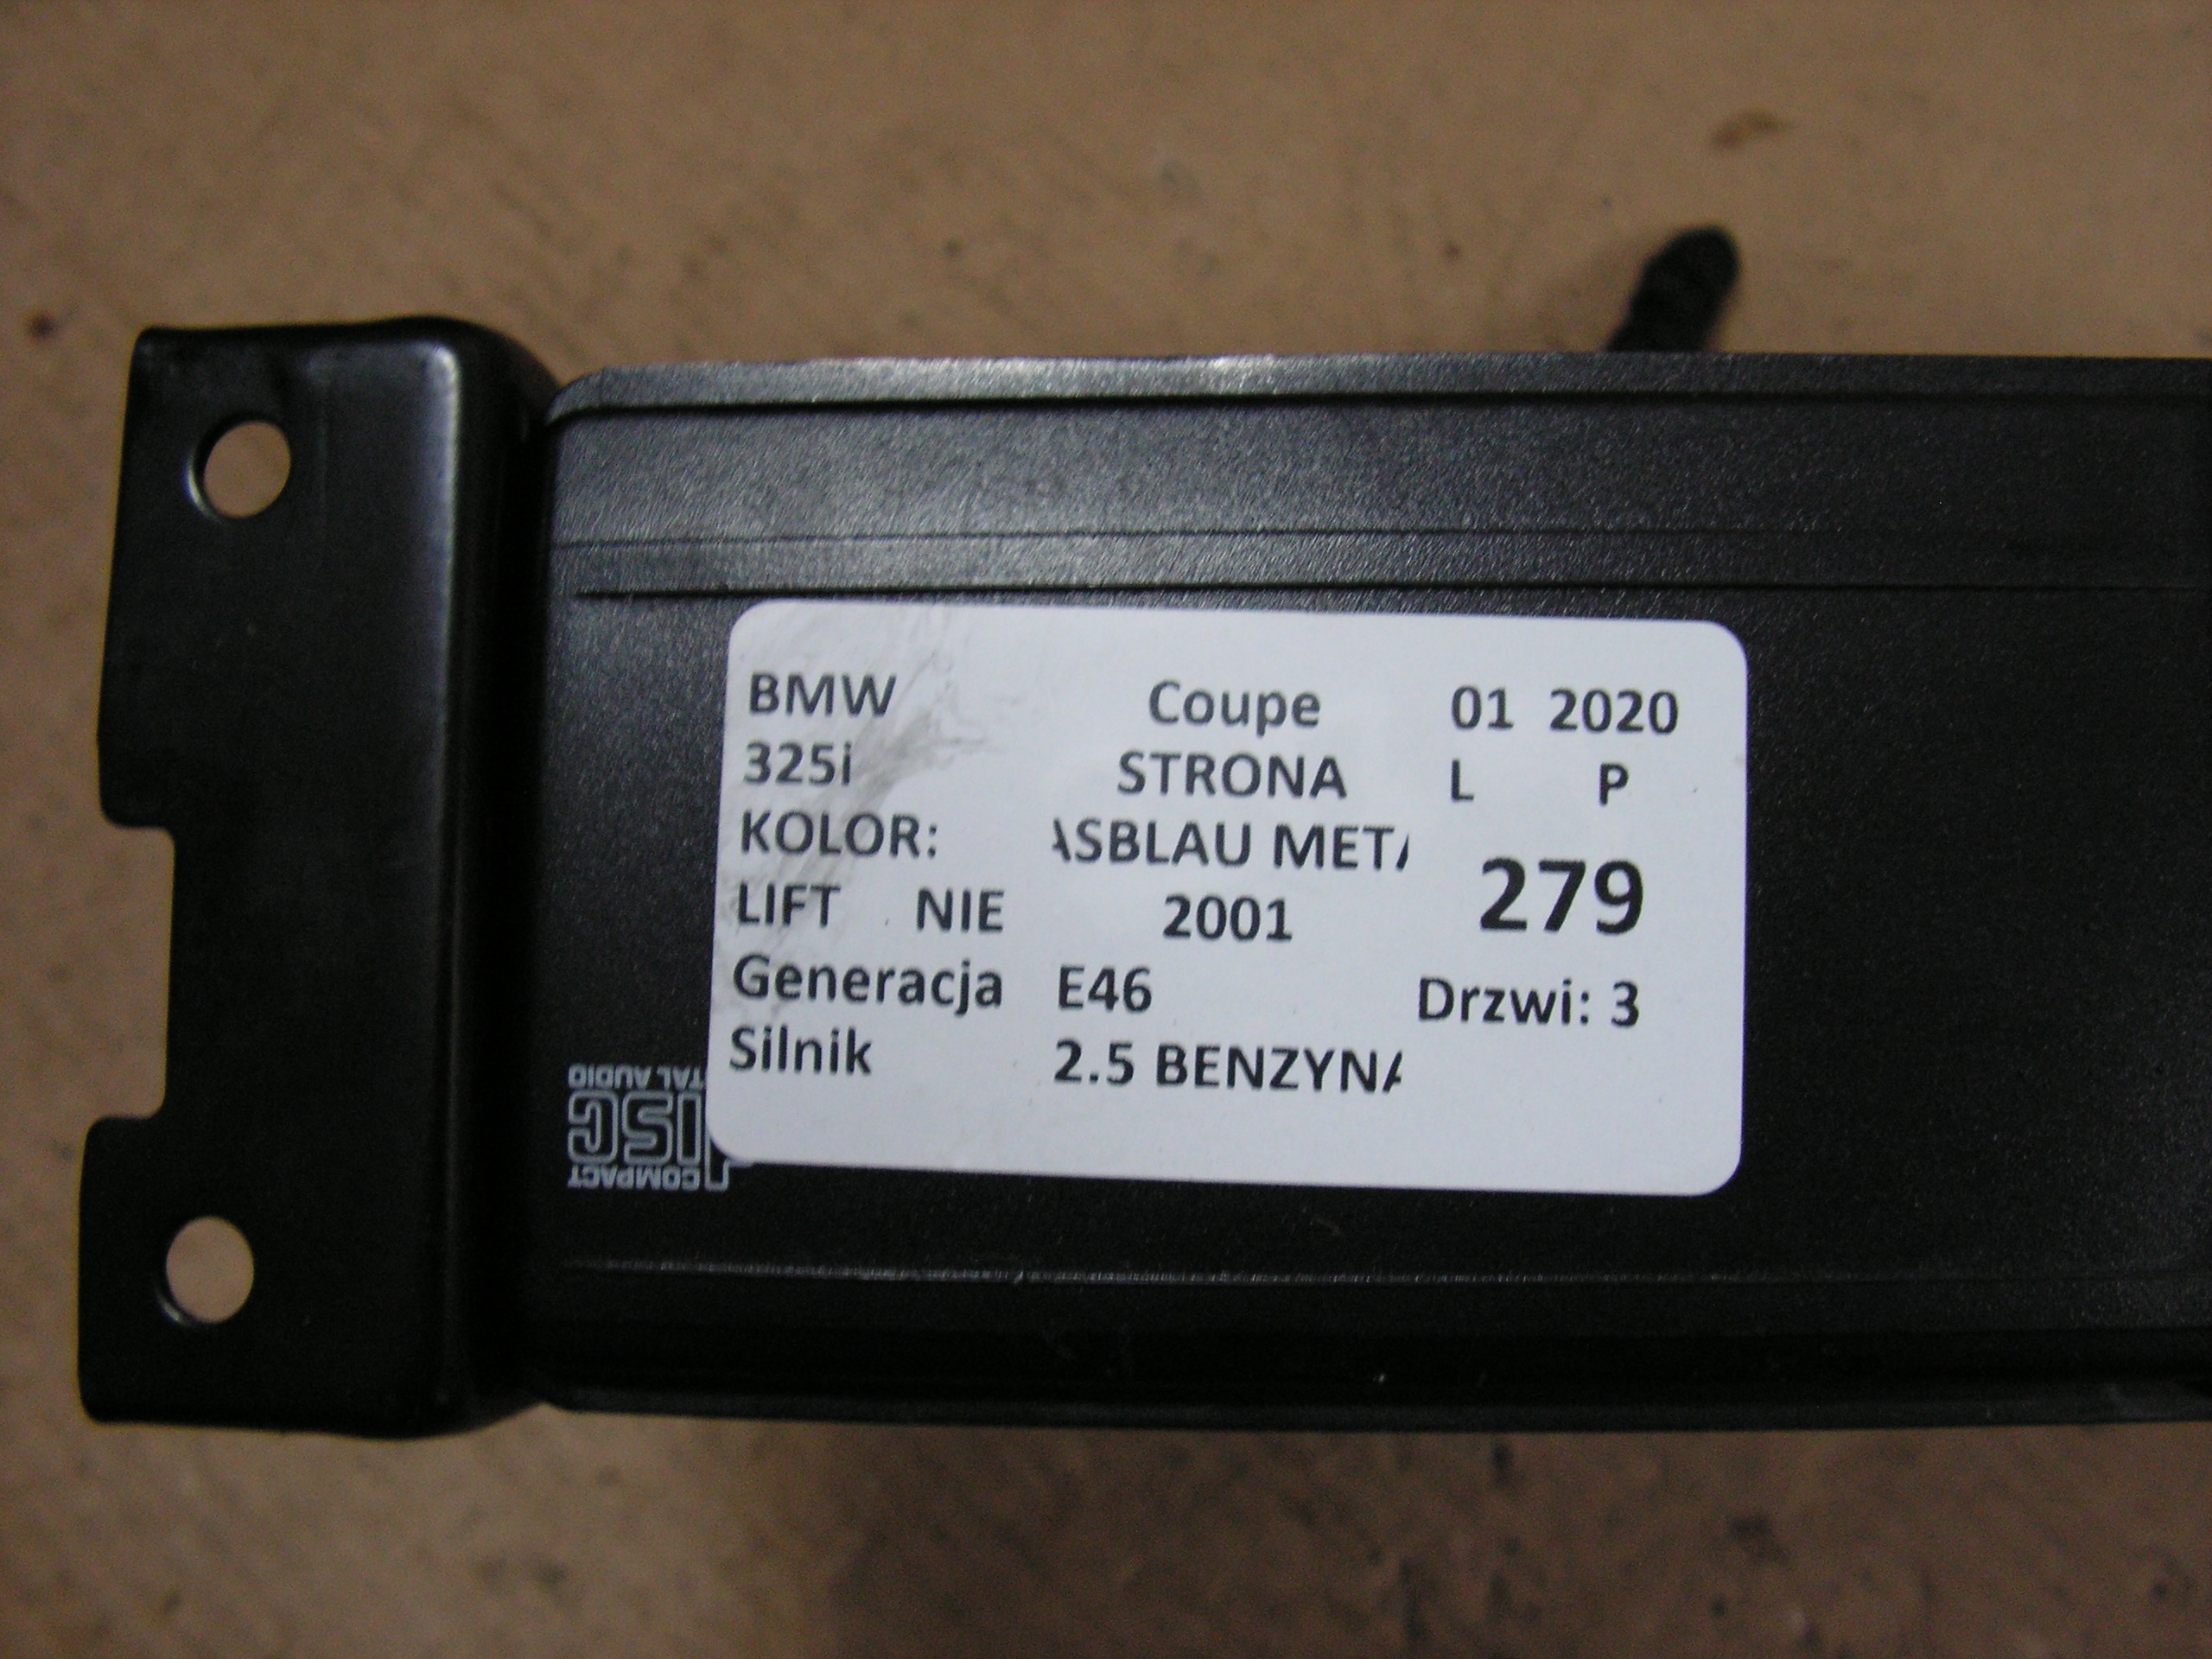 BMW Coupe 01 2020
325i STRONA L P
KOLOR: ASBLAU META
LIFT NIE 2001 279
Generacja E46 Drzwi: 3
Silnik 2.5 BENZYNA
COMPACT
DISC
TAL AUDIO